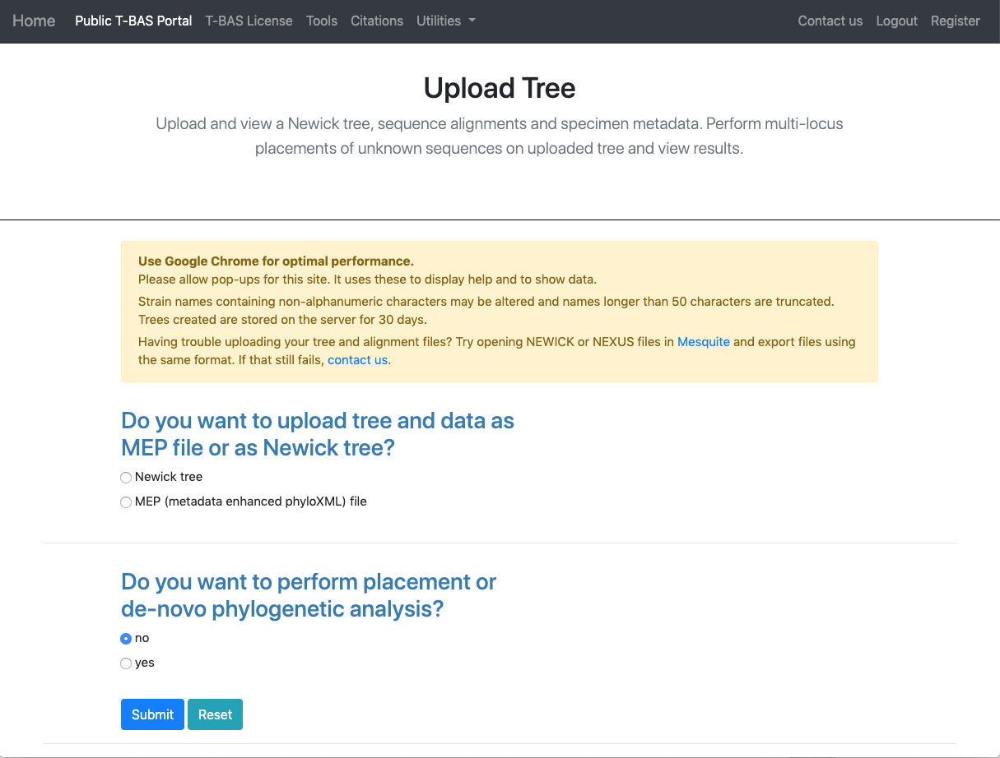 Home Public T-BAS Portal T-BAS License Tools Citations Utilities Contact us Logout Register
Upload Tree
Upload and view a Newick tree, sequence alignments and specimen metadata. Perform multi-locus
placements of unknown sequences on uploaded tree and view results.
Use Google Chrome for optimal performance.
Please allow pop-ups for this site. It uses these to display help and to show data.
Strain names containing non-alphanumeric characters may be altered and names longer than 50 characters are truncated.
Trees created are stored on the server for 30 days.
Having trouble uploading your tree and alignment files? Try opening NEWICK or NEXUS files in Mesquite and export files using
the same format. If that still fails, contact us.
Do you want to upload tree and data as
MEP file or as Newick tree?
Newick tree
MEP (metadata enhanced phyloXML) file
Do you want to perform placement or
de-novo phylogenetic analysis?
no
yes
Submit Reset